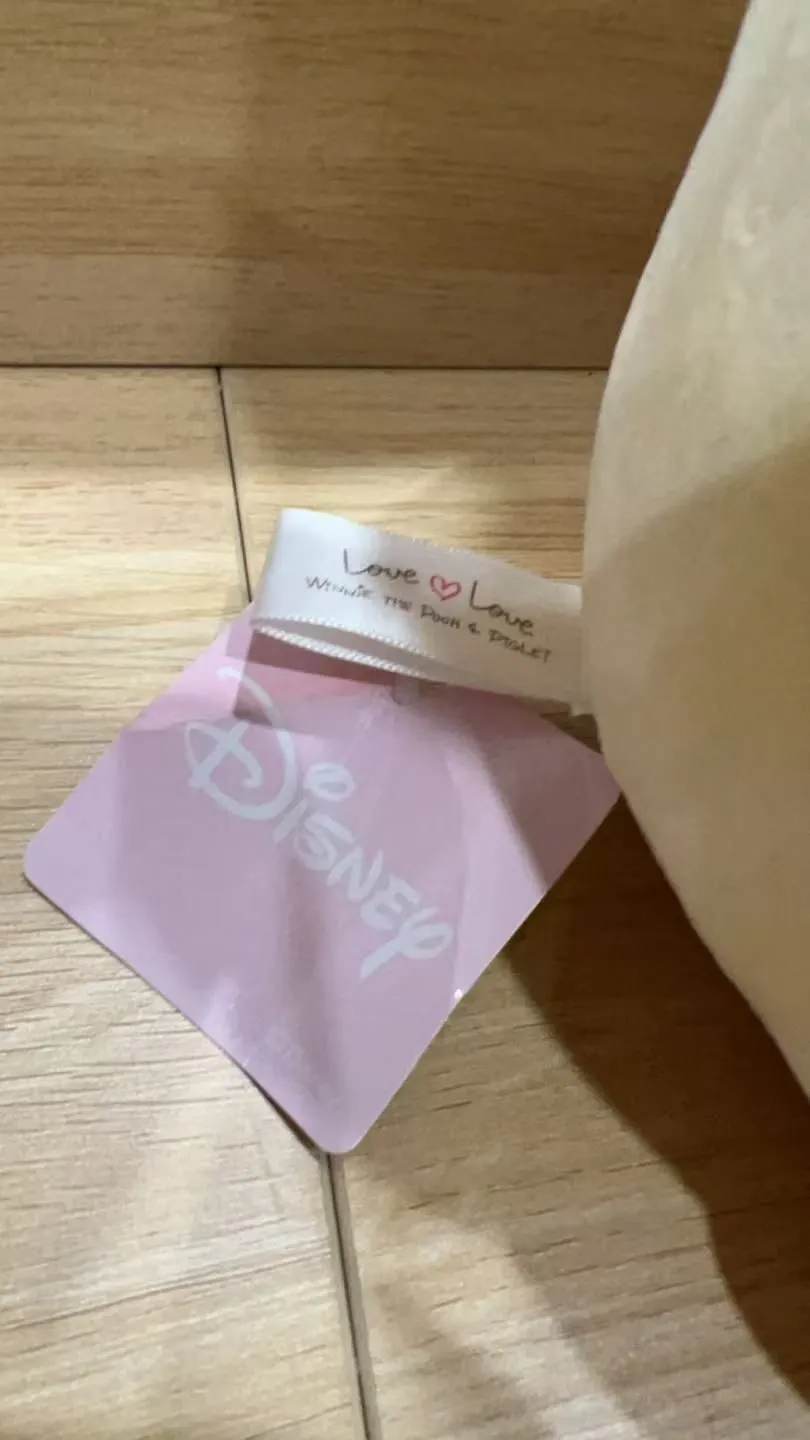 Love ♡ Love
WINNIE THE POOH & PIGLET
Disney